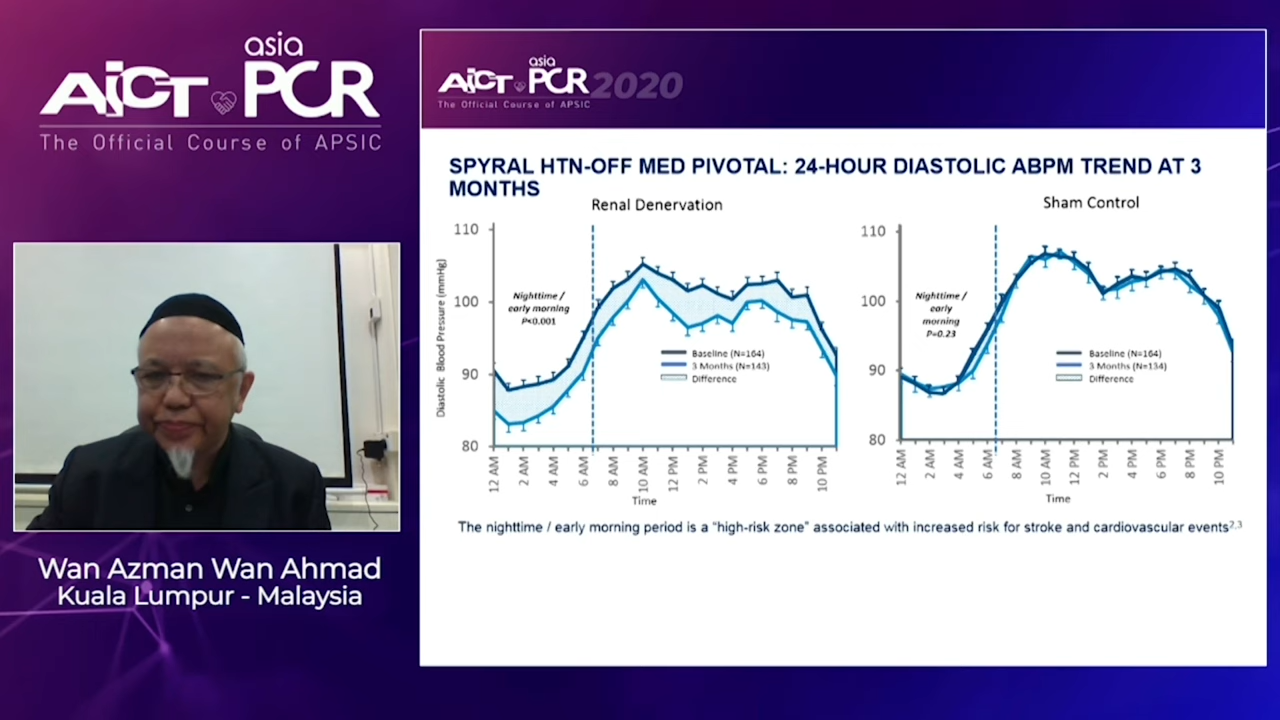 asia
AICT PCR
The Official Course of APSIC
Wan Azman Wan Ahmad
Kuala Lumpur - Malaysia
asia
AICT PCR 2020
The Official Course of APSIC
SPYRAL HTN-OFF MED PIVOTAL: 24-HOUR DIASTOLIC ABPM TREND AT 3
MONTHS
Renal Denervation
Diastolic Blood Pressure (mmHg)
110
100
90
80
Nighttime /
early morning
P<0.001
Baseline (N=164)
3 Months (N=143)
Difference
12 AM
2 AM
4 AM
6 AM
8 AM
10 AM
12 PM
2 PM
4 PM
6 PM
8 PM
10 PM
Time
Sham Control
110
100
90
80
Nighttime /
early
morning
P=0.23
Baseline (N=164)
3 Months (N=134)
Difference
12 AM
2 AM
4 AM
6 AM
8 AM
10 AM
12 PM
2 PM
4 PM
6 PM
8 PM
10 PM
Time
The nighttime / early morning period is a "high-risk zone" associated with increased risk for stroke and cardiovascular events2,3